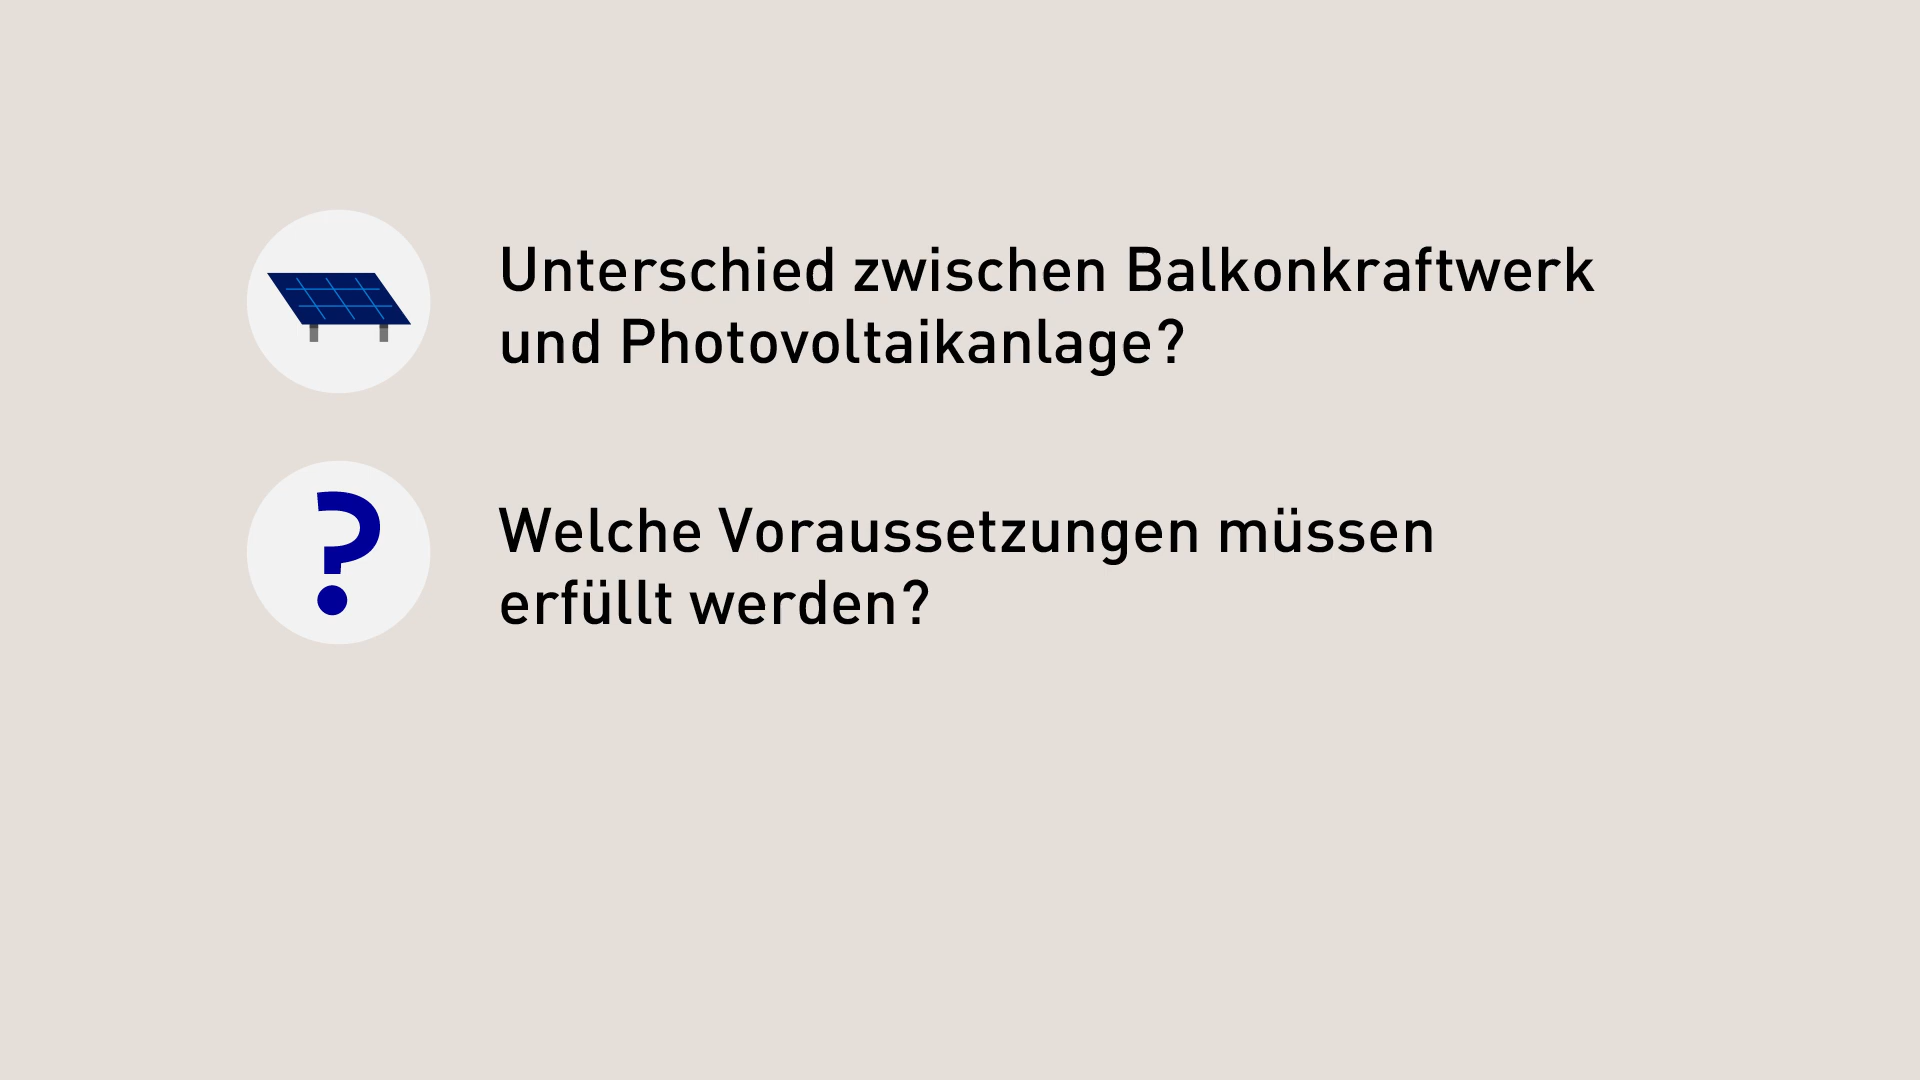 Unterschied zwischen Balkonkraftwerk
und Photovoltaikanlage?
?
Welche Voraussetzungen müssen
erfüllt werden?